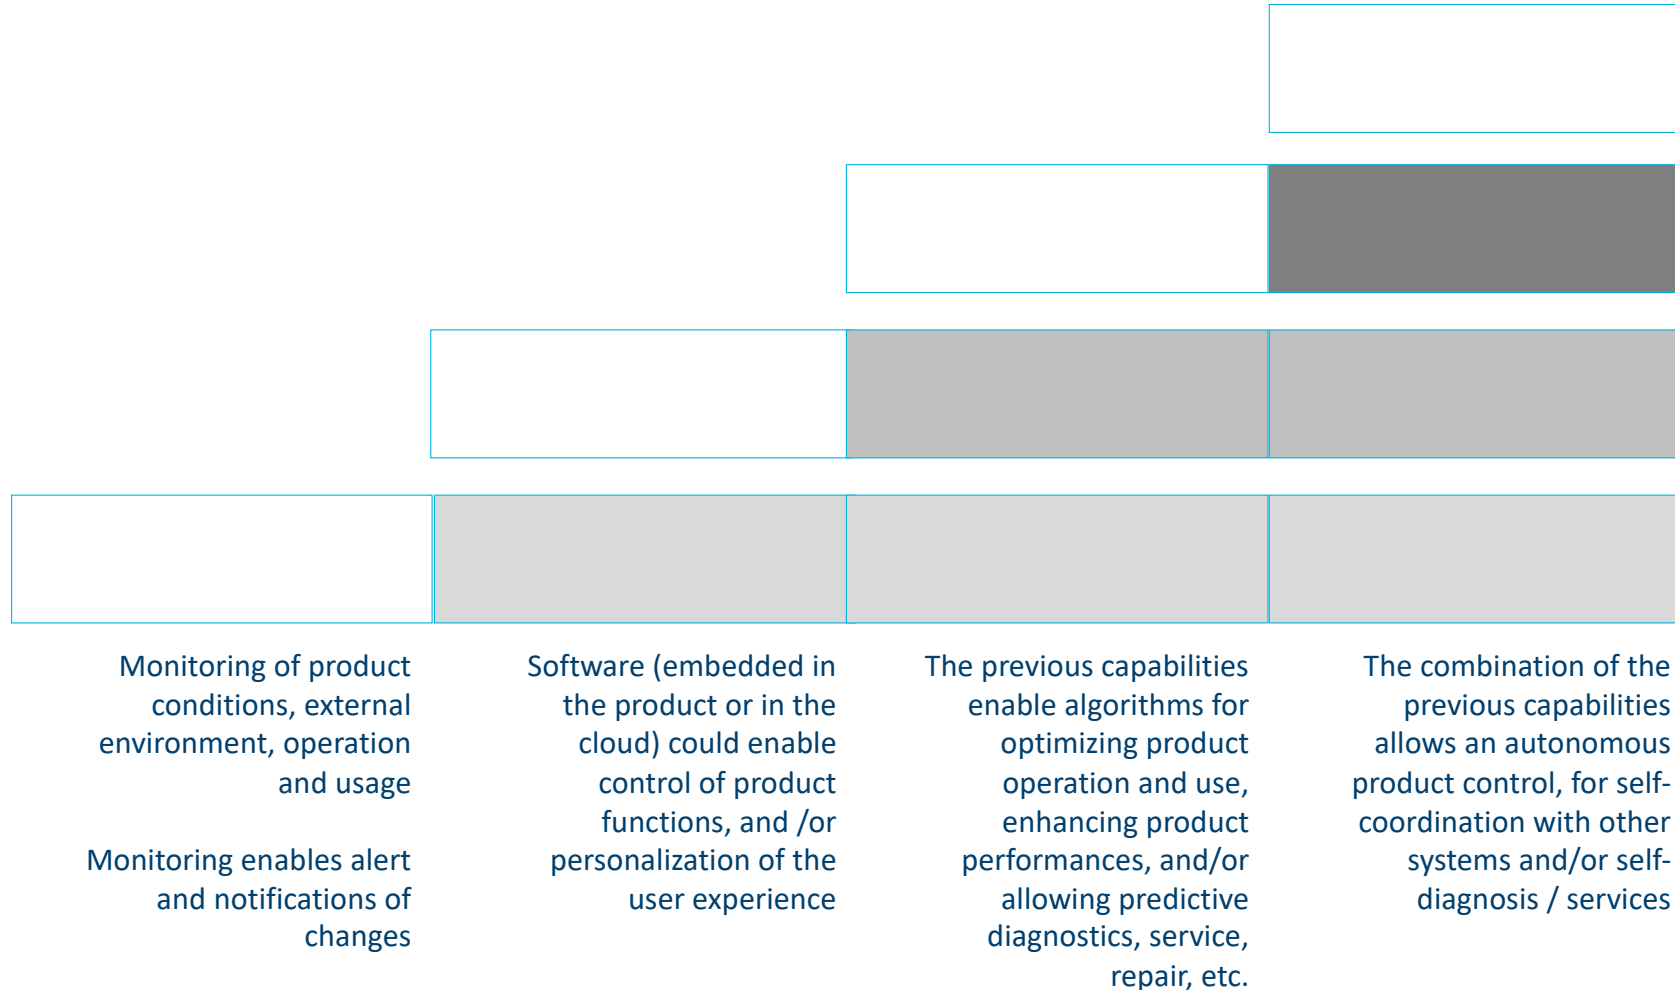 Monitoring of product
conditions, external
environment, operation
and usage
Monitoring enables alert
and notifications of
changes
Software (embedded in
the product or in the
cloud) could enable
control of product
functions, and /or
personalization of the
user experience
The previous capabilities
enable algorithms for
optimizing product
operation and use,
enhancing product
performances, and/or
allowing predictive
diagnostics, service,
repair, etc.
The combination of the
previous capabilities
allows an autonomous
product control, for self-
coordination with other
systems and/or self-
diagnosis / services